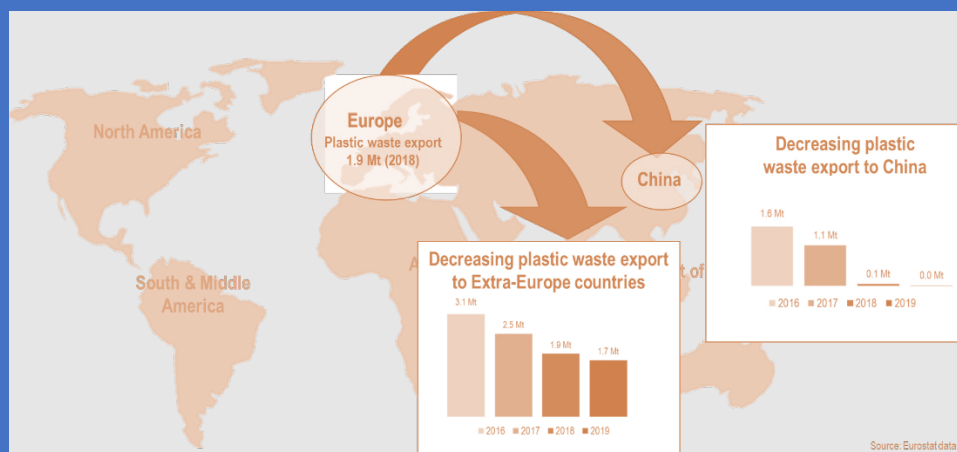 North America
Europe
Plastic waste export
1.9 Mt (2018)
China
South & Middle
America
A
t of
Decreasing plastic
waste export to China
1.6 Mt
1.1 Mt
0.1 Mt
0.0 Mt
2016 2017 2018 2019
Decreasing plastic waste export
to Extra-Europe countries
3.1 Mt
2.5 Mt
1.9 Mt
1.7 Mt
2016 2017 2018 2019
Source: Eurostat data